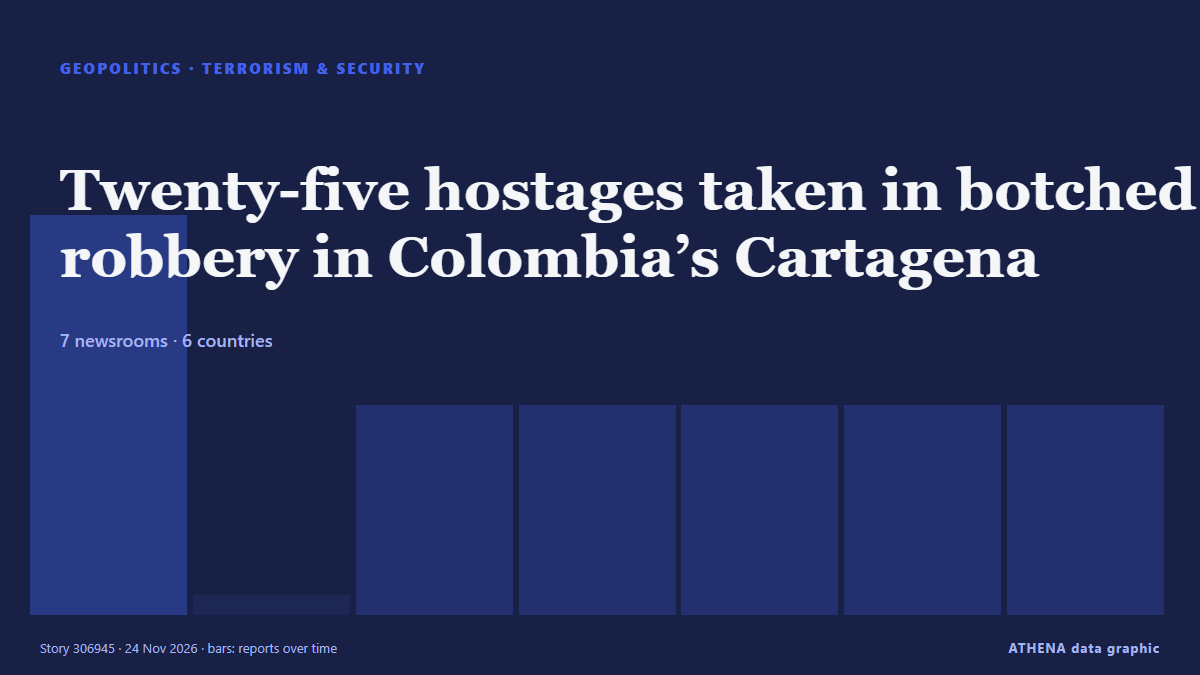 GEOPOLITICS · TERRORISM & SECURITY
Twenty-five hostages taken in botched
robbery in Colombia’s Cartagena
7 newsrooms · 6 countries
Story 306945 · 24 Nov 2026 · bars: reports over time
ATHENA data graphic